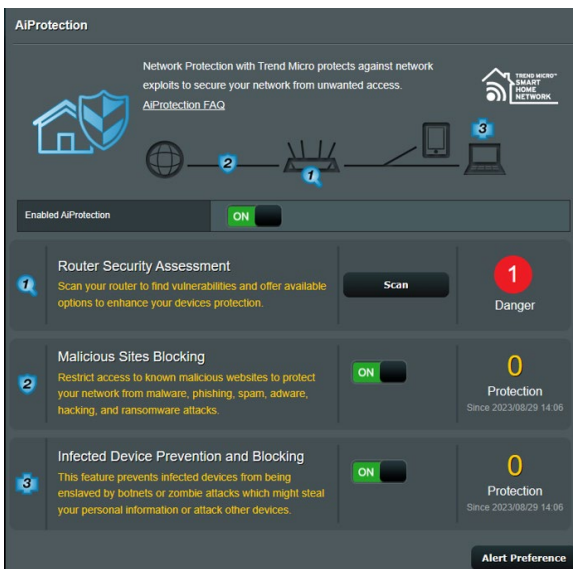 AiProtection
Network Protection with Trend Micro protects against network
exploits to secure your network from unwanted access.
AiProtection FAQ
TREND MICRO™
SMART
HOME
NETWORK
3
2
1
Enabled AiProtection
ON
1
Router Security Assessment
Scan your router to find vulnerabilities and offer available
options to enhance your devices protection.
Scan
1
Danger
2
Malicious Sites Blocking
Restrict access to known malicious websites to protect
your network from malware, phishing, spam, adware,
hacking, and ransomware attacks.
ON
0
Protection
Since 2023/08/29 14:06
3
Infected Device Prevention and Blocking
This feature prevents infected devices from being
enslaved by botnets or zombie attacks which might steal
your personal information or attack other devices.
ON
0
Protection
Since 2023/08/29 14:06
Alert Preference